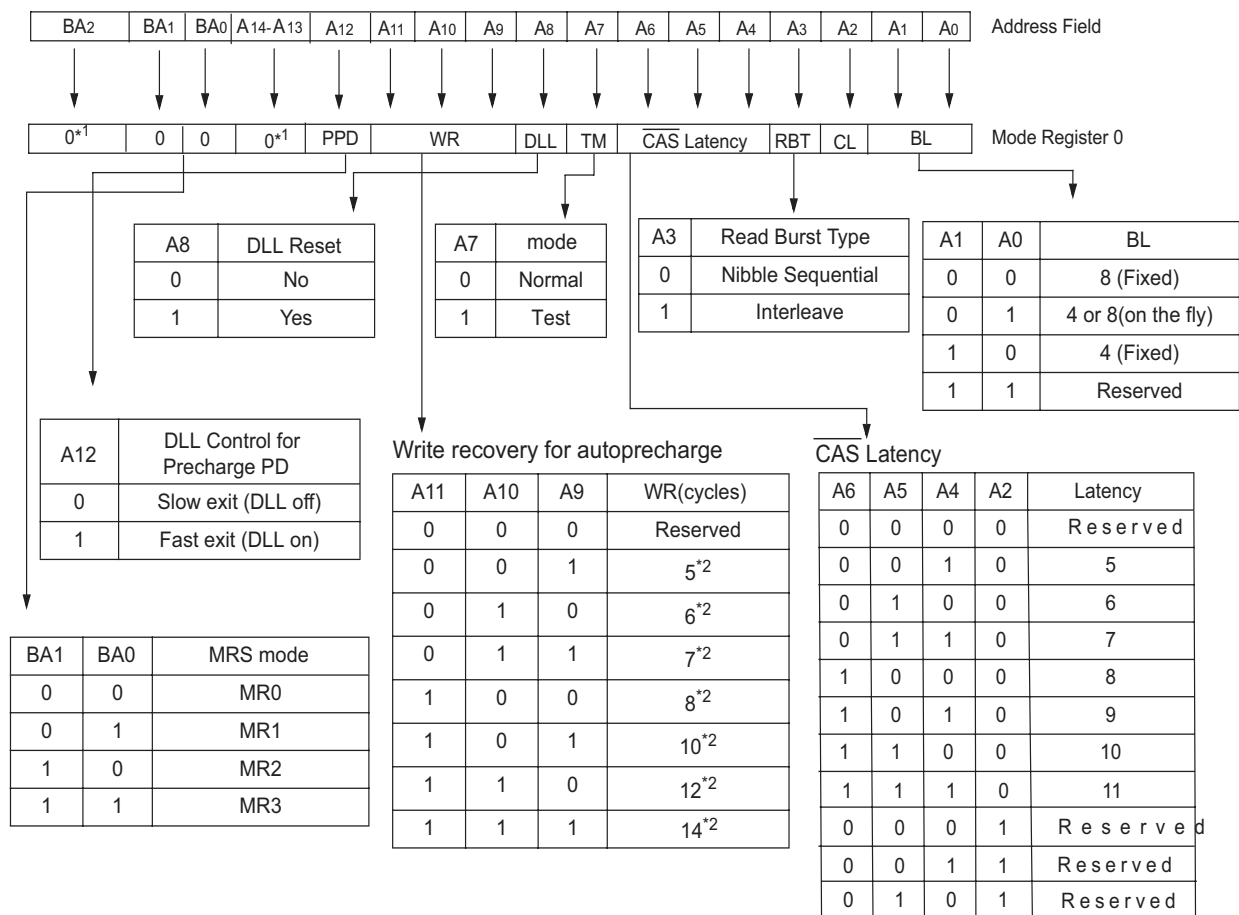 BA2 BA1 BA0 A14-A13 A12 A11 A10 A9 A8 A7 A6 A5 A4 A3 A2 A1 A0 Address Field
0*1 0 0 0*1 PPD WR DLL TM CAS Latency RBT CL BL Mode Register 0
A8 DLL Reset
0 No
1 Yes
A7 mode
0 Normal
1 Test
A3 Read Burst Type
0 Nibble Sequential
1 Interleave
A1 A0 BL
0 0 8 (Fixed)
0 1 4 or 8(on the fly)
1 0 4 (Fixed)
1 1 Reserved
A12 DLL Control for
Precharge PD
0 Slow exit (DLL off)
1 Fast exit (DLL on)
BA1 BA0 MRS mode
0 0 MR0
0 1 MR1
1 0 MR2
1 1 MR3
Write recovery for autoprecharge
A11 A10 A9 WR(cycles)
0 0 0 Reserved
0 0 1 5*2
0 1 0 6*2
0 1 1 7*2
1 0 0 8*2
1 0 1 10*2
1 1 0 12*2
1 1 1 14*2
CAS Latency
A6 A5 A4 A2 Latency
0 0 0 0 Reserved
0 0 1 0 5
0 1 0 0 6
0 1 1 0 7
1 0 0 0 8
1 0 1 0 9
1 1 0 0 10
1 1 1 0 11
0 0 0 1 Reserved
0 0 1 1 Reserved
0 1 0 1 Reserved